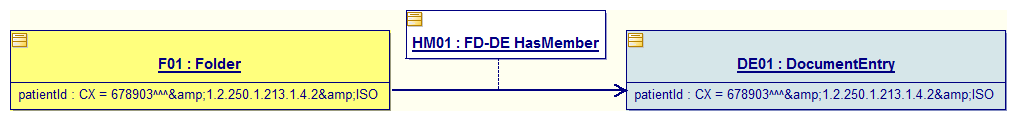 F01 : Folder
patientId : CX = 678903^^^&amp;1.2.250.1.213.1.4.2&amp;ISO
HM01 : FD-DE HasMember
DE01 : DocumentEntry
patientId : CX = 678903^^^&amp;1.2.250.1.213.1.4.2&amp;ISO